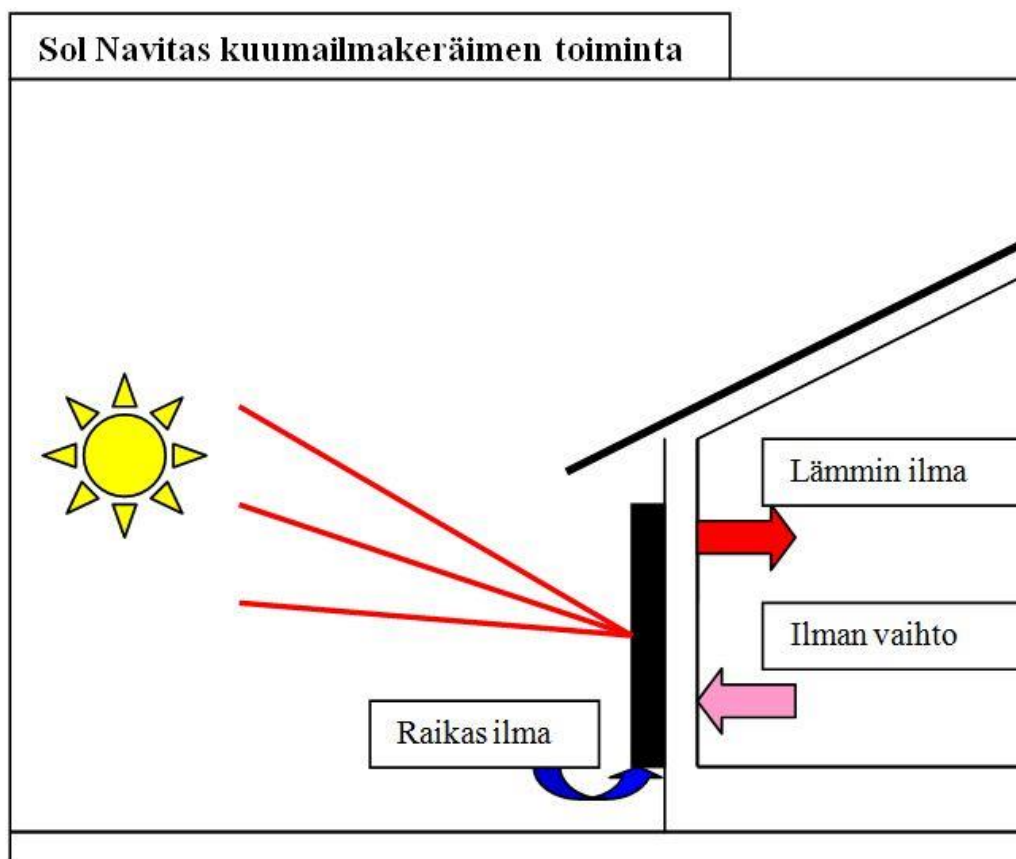 Sol Navitas kuumailmakeräimen toiminta
Lämmin ilma
Ilman vaihto
Raikas ilma